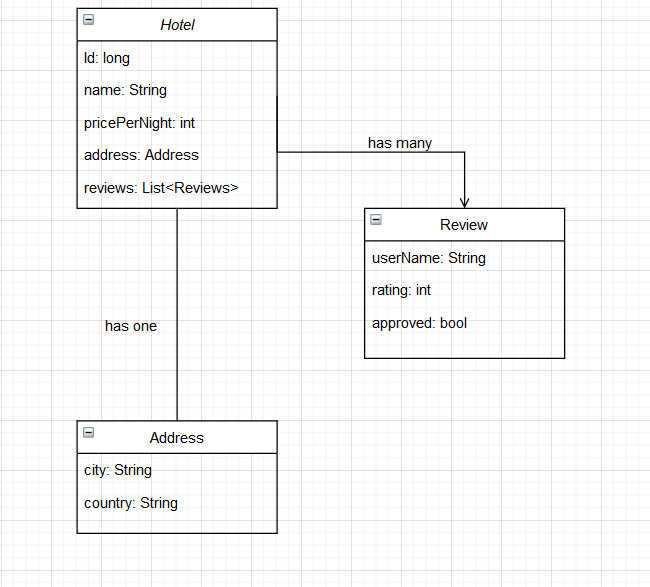 Hotel
Id: long
name: String
pricePerNight: int
address: Address
reviews: List<Reviews>
has many
Review
userName: String
rating: int
approved: bool
has one
Address
city: String
country: String